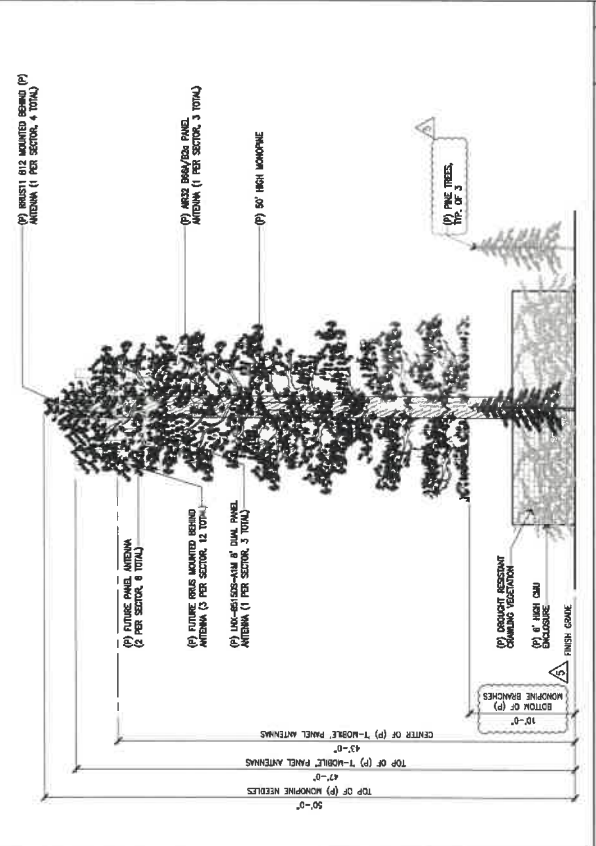 (P) RRUS11 B12 MOUNTED BEHIND (P)
ANTENNA (1 PER SECTOR, 4 TOTAL)
(P) AIR32 B66A/B2a PANEL
ANTENNA (1 PER SECTOR, 3 TOTAL)
(P) 50' HIGH MONOPINE
5
(P) PINE TREES,
TYP. OF 3
(P) FUTURE PANEL ANTENNA
(2 PER SECTOR, 6 TOTAL)
(P) FUTURE RRUS MOUNTED BEHIND
ANTENNA (3 PER SECTOR, 12 TOTAL)
(P) LNX-6515DS-A1M 8' DUAL PANEL
ANTENNA (1 PER SECTOR, 3 TOTAL)
(P) DROUGHT RESISTANT
CRAWLING VEGETATION
(P) 6' HIGH CMU
ENCLOSURE
FINISH GRADE
5
10'-0"
BOTTOM OF (P)
MONOPINE BRANCHES
43'-0"
CENTER OF (P) 'T-MOBILE' PANEL ANTENNAS
47'-0"
TOP OF (P) 'T-MOBILE' PANEL ANTENNAS
50'-0"
TOP OF (P) MONOPINE NEEDLES